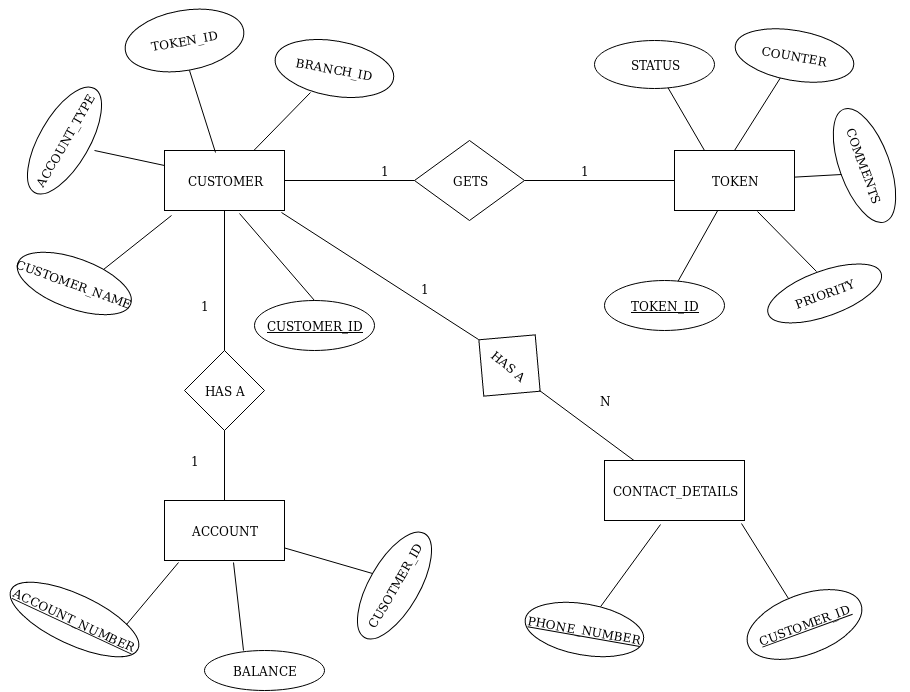 TOKEN_ID
BRANCH_ID
STATUS
COUNTER
ACCOUNT_TYPE
COMMENTS
CUSTOMER
1
GETS
1
TOKEN
CUSTOMER_NAME
1
1
CUSTOMER_ID
TOKEN_ID
PRIORITY
HAS A
HAS A
N
1
ACCOUNT
CONTACT_DETAILS
ACCOUNT_NUMBER
BALANCE
CUSOTMER_ID
PHONE_NUMBER
CUSTOMER_ID